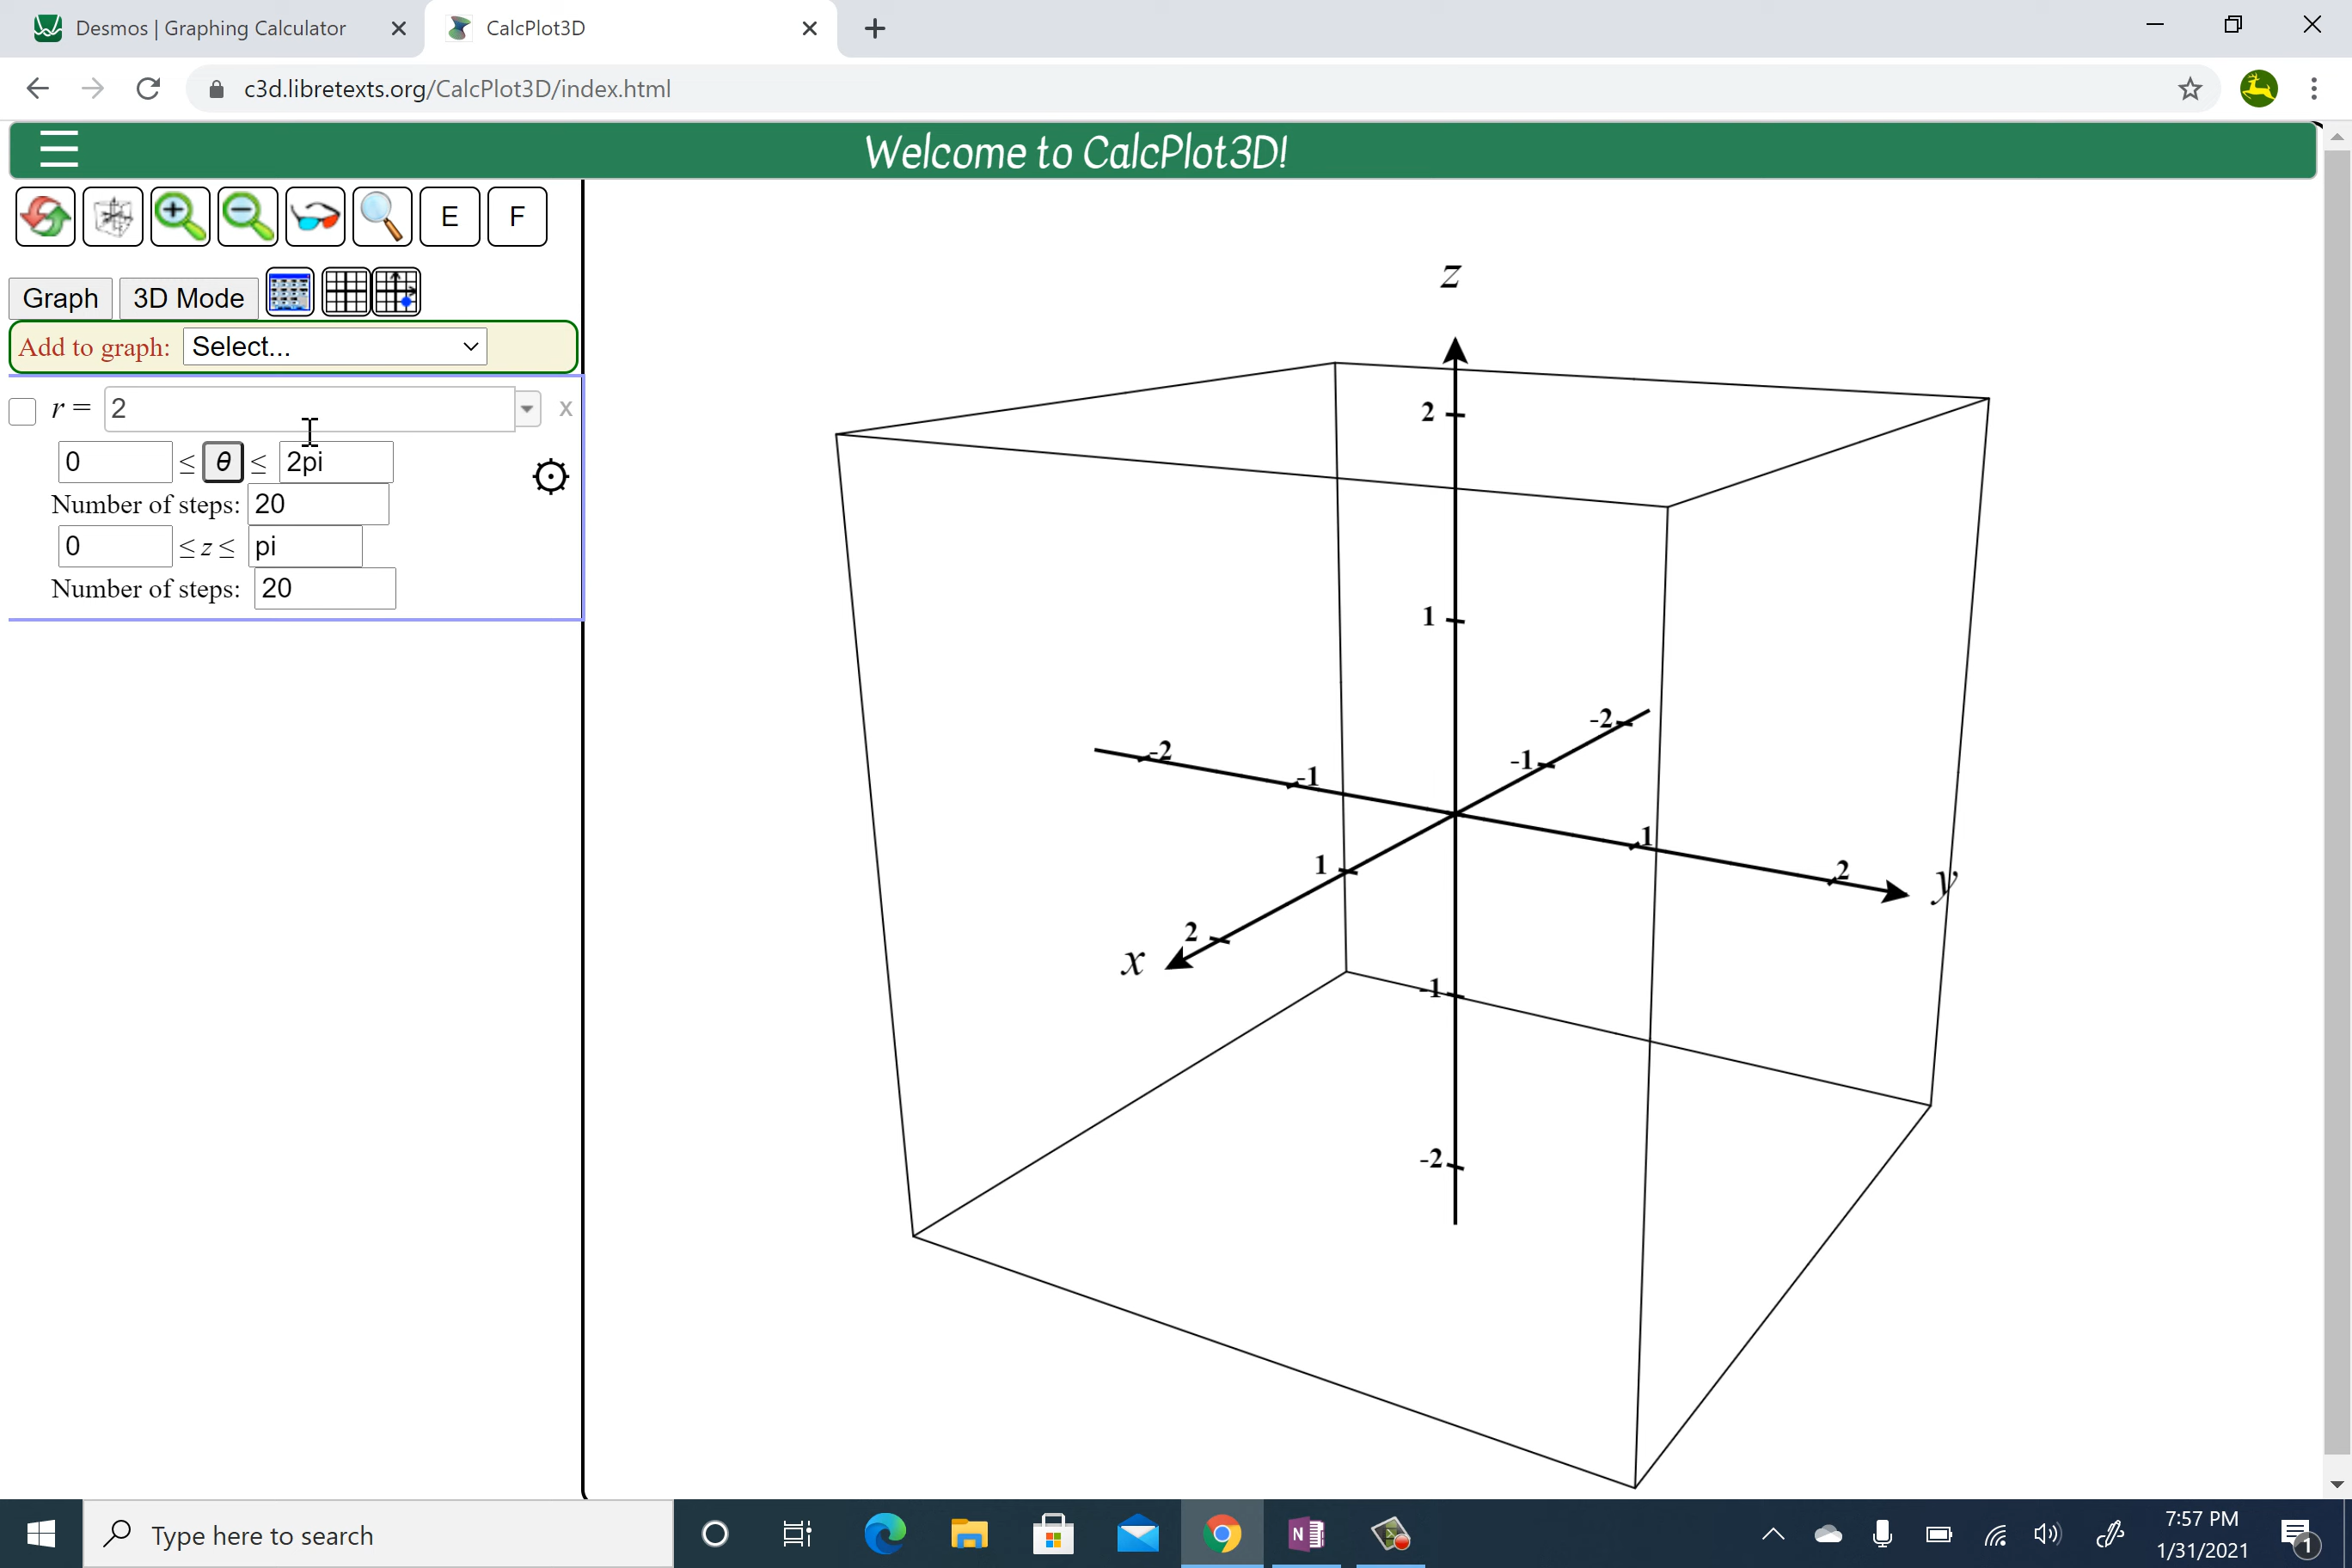 Desmos | Graphing Calculator
CalcPlot3D
c3d.libretexts.org/CalcPlot3D/index.html
Welcome to CalcPlot3D!
E F
Graph 3D Mode
Add to graph: Select...
r = 2 x
0 ≤ θ ≤ 2pi
Number of steps: 20
0 ≤ z ≤ pi
Number of steps: 20
z
2
1
-2
-2
-1
-1
1
1
2
y
2
x
-1
-2
Type here to search
N
7:57 PM
1/31/2021
1